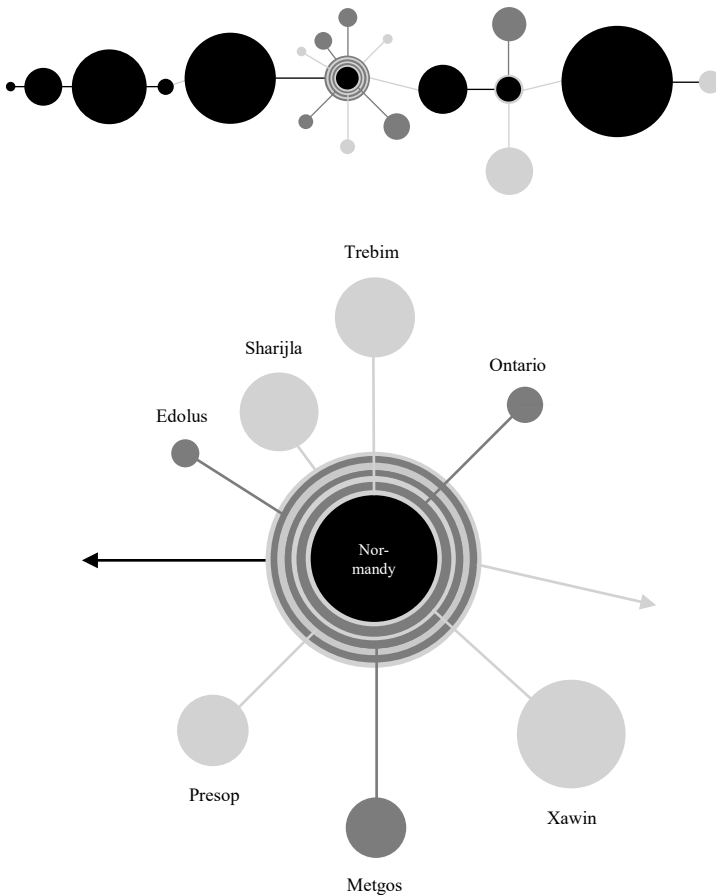 Trebim
Sharijla
Ontario
Edolus
Nor-
mandy
Presop
Xawin
Metgos